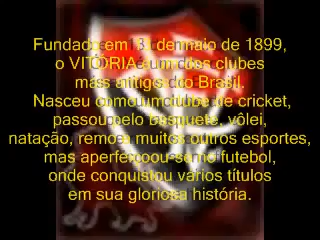 Fundado em 13 de maio de 1899,
o VITÓRIA é um dos clubes
mais antigos do Brasil.
Nasceu como um clube de cricket,
passou pelo basquete, vôlei,
natação, remo e muitos outros esportes,
mas aperfeiçoou-se no futebol,
onde conquistou vários títulos
em sua gloriosa história.